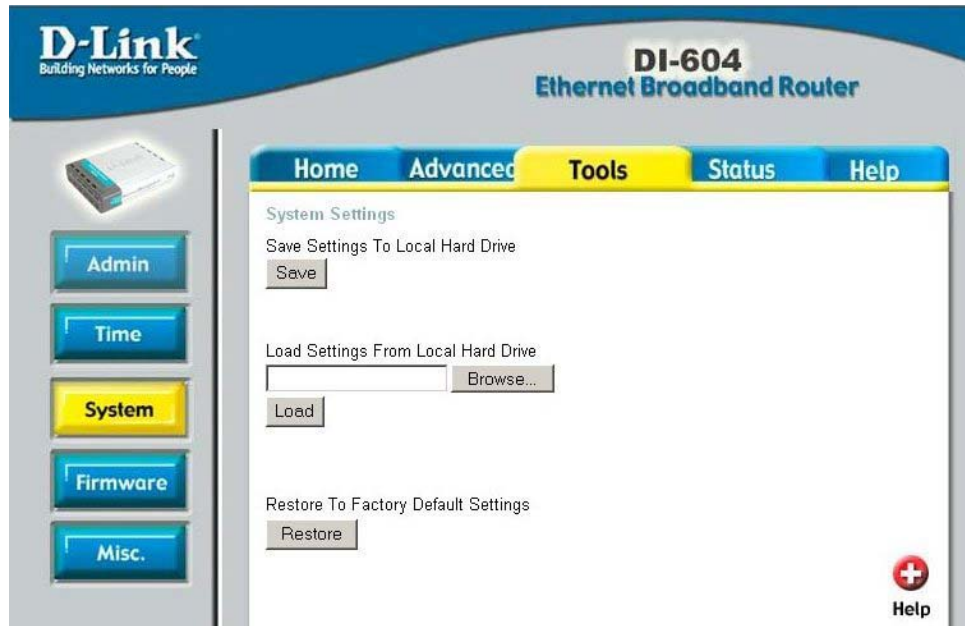 D-Link
Building Networks for People
DI-604
Ethernet Broadband Router
Home Advanced Tools Status Help
Admin
Time
System
Firmware
Misc.
System Settings
Save Settings To Local Hard Drive
Save
Load Settings From Local Hard Drive
Browse...
Load
Restore To Factory Default Settings
Restore
Help